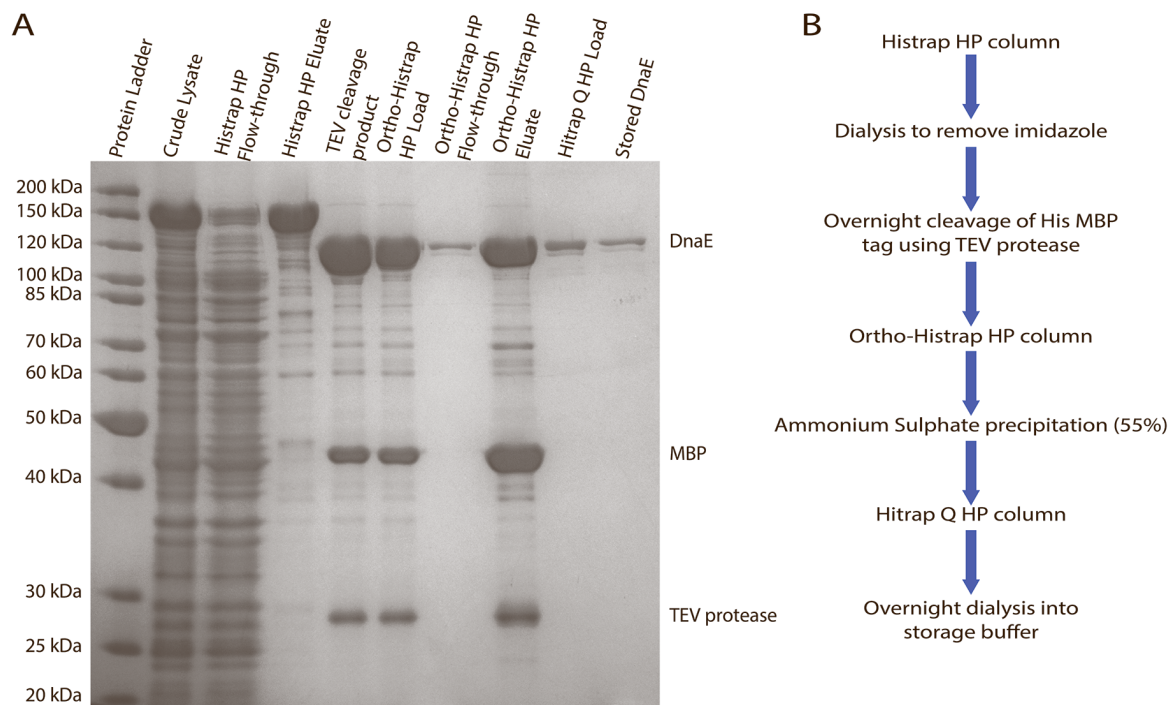 A
B
Protein Ladder
Crude Lysate
Histrap HP
Flow-through
Histrap HP Eluate
TEV cleavage
product
Ortho-Histrap
HP Load
Ortho-Histrap HP
Flow-through
Ortho-Histrap HP
Eluate
Hitrap Q HP Load
Stored DnaE
200 kDa
150 kDa
120 kDa
100 kDa
85 kDa
70 kDa
60 kDa
50 kDa
40 kDa
30 kDa
25 kDa
20 kDa
DnaE
MBP
TEV protease
Histrap HP column
Dialysis to remove imidazole
Overnight cleavage of His MBP
tag using TEV protease
Ortho-Histrap HP column
Ammonium Sulphate precipitation (55%)
Hitrap Q HP column
Overnight dialysis into
storage buffer